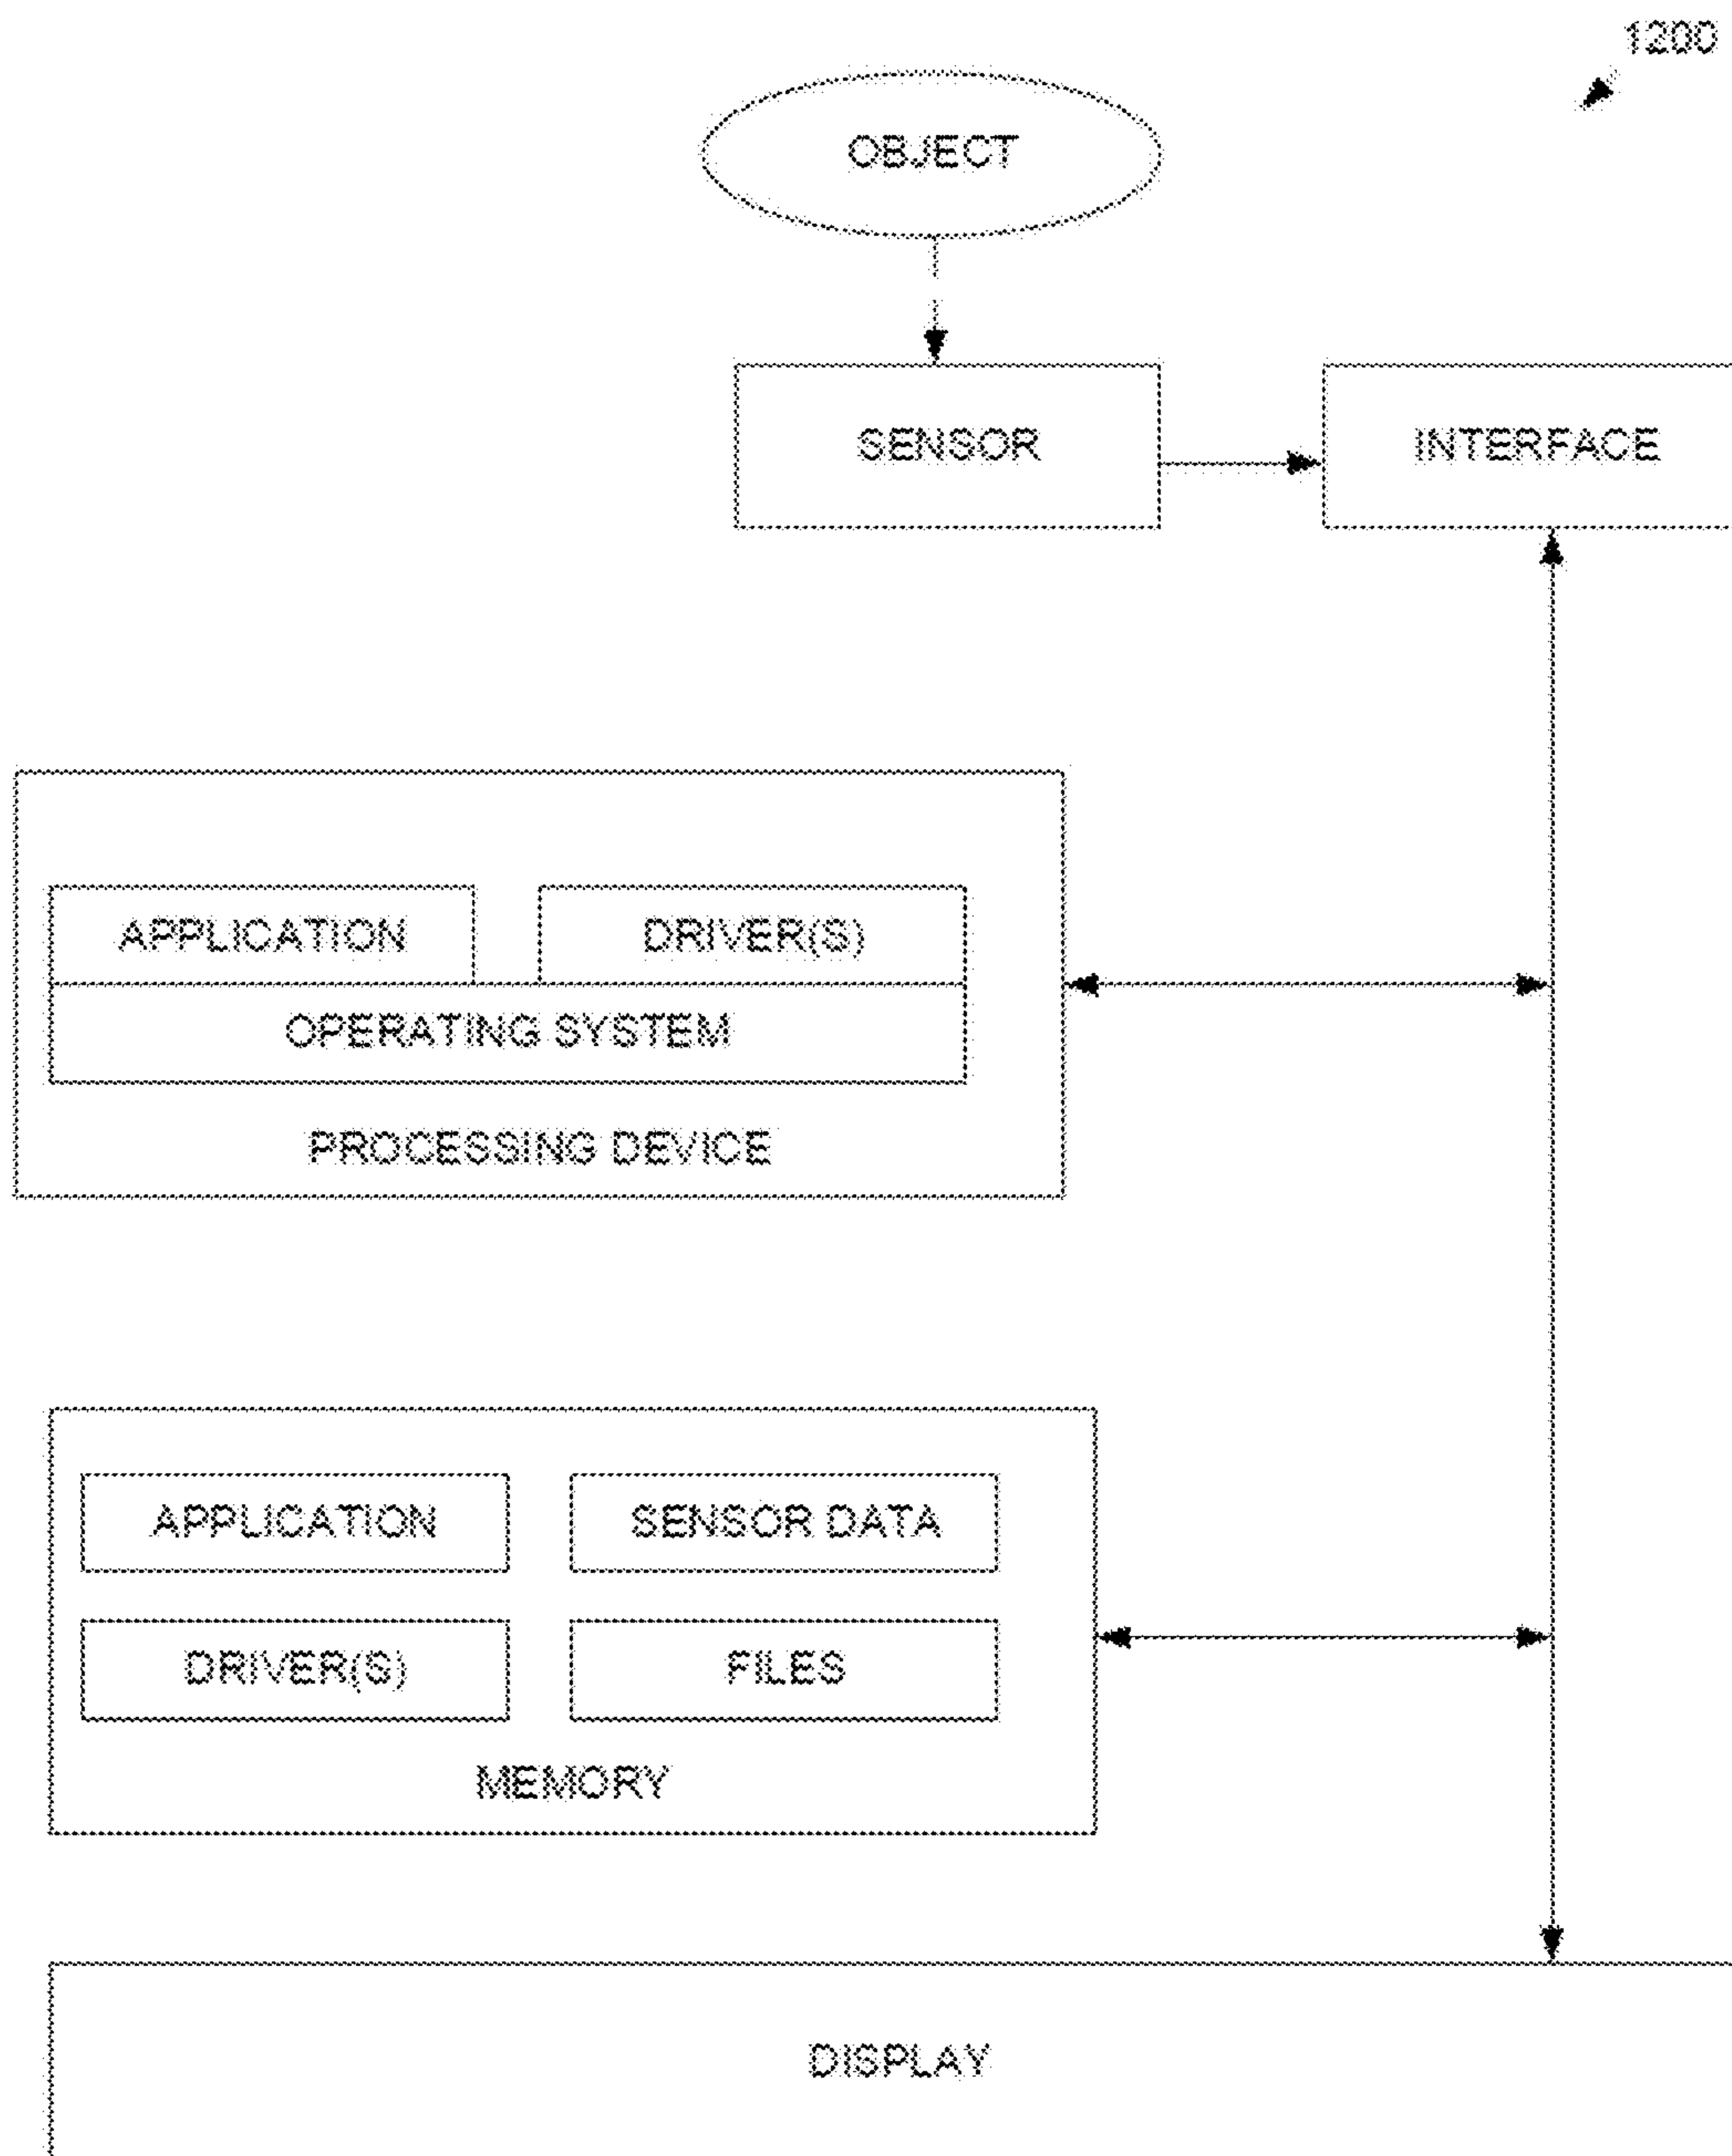 1200
OBJECT
SENSOR
INTERFACE
APPLICATION
DRIVER(S)
OPERATING SYSTEM
PROCESSING DEVICE
APPLICATION
SENSOR DATA
DRIVER(S)
FILES
MEMORY
DISPLAY